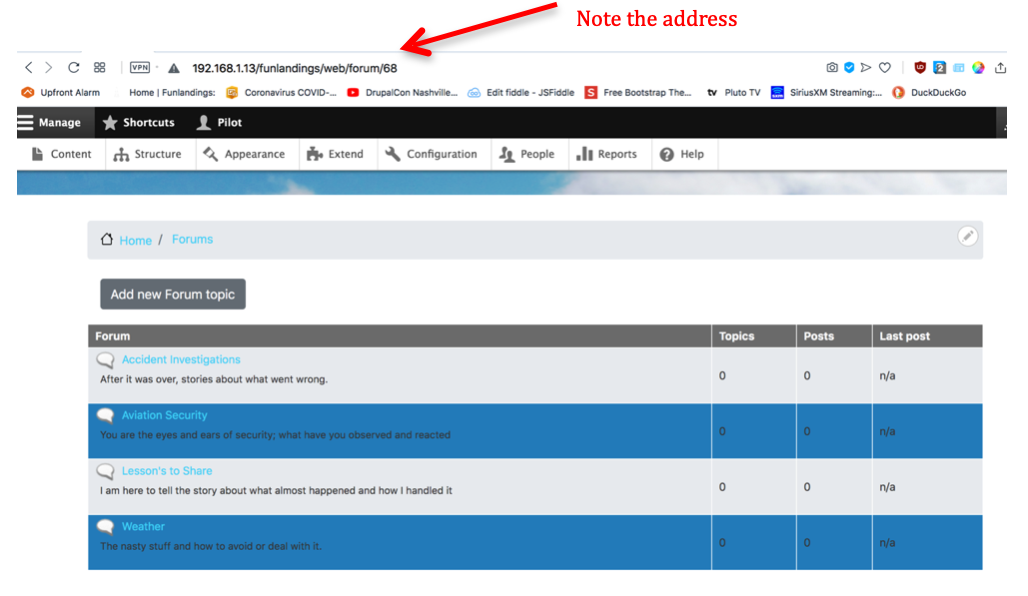 Note the address
VPN 192.168.1.13/funlandings/web/forum/68
Upfront Alarm Home | Funlandings: Coronavirus COVID-... DrupalCon Nashville... Edit fiddle - JSFiddle S Free Bootstrap The... tv Pluto TV SiriusXM Streaming:... DuckDuckGo
Manage Shortcuts Pilot
Content Structure Appearance Extend Configuration People Reports Help
Home / Forums
Add new Forum topic
Forum Topics Posts Last post
Accident Investigations
After it was over, stories about what went wrong.
0 0 n/a
Aviation Security
You are the eyes and ears of security; what have you observed and reacted
0 0 n/a
Lesson's to Share
I am here to tell the story about what almost happened and how I handled it
0 0 n/a
Weather
The nasty stuff and how to avoid or deal with it.
0 0 n/a